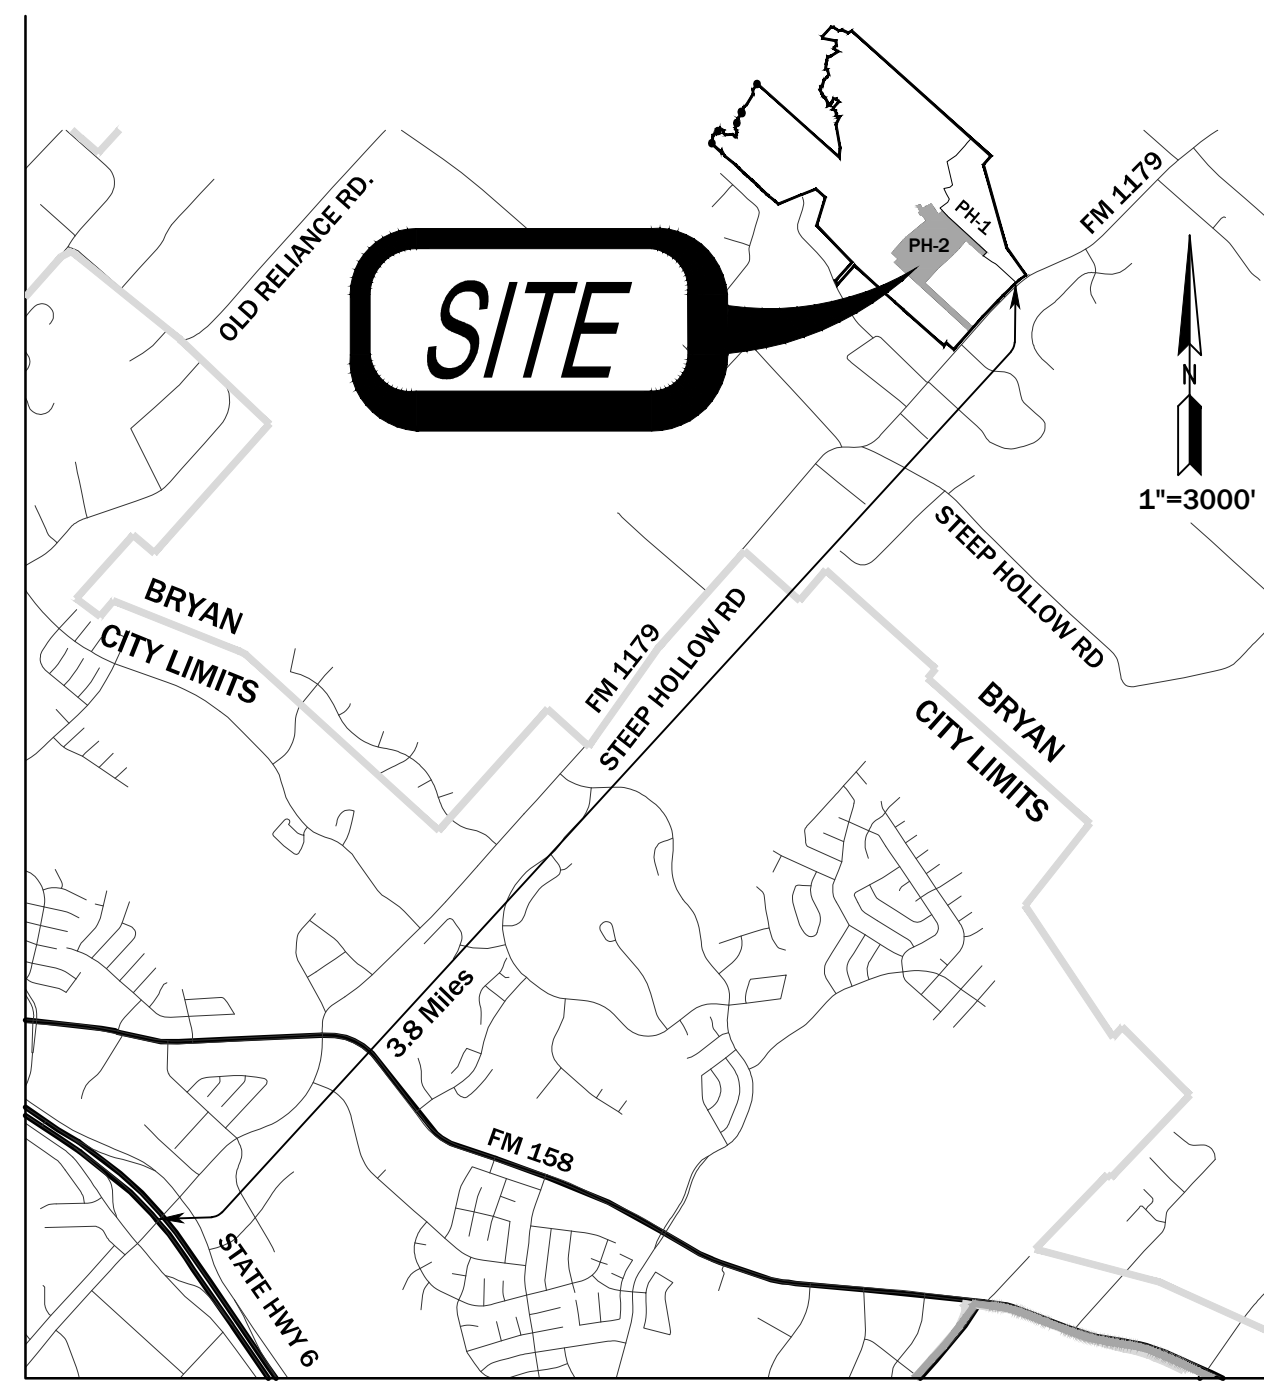 FM 1179
OLD RELIANCE RD.
PH-1
PH-2
SITE
N
1"=3000'
STEEP HOLLOW RD
BRYAN
CITY LIMITS
FM 1179
STEEP HOLLOW RD
BRYAN
CITY LIMITS
3.8 Miles
FM 158
STATE HWY 6